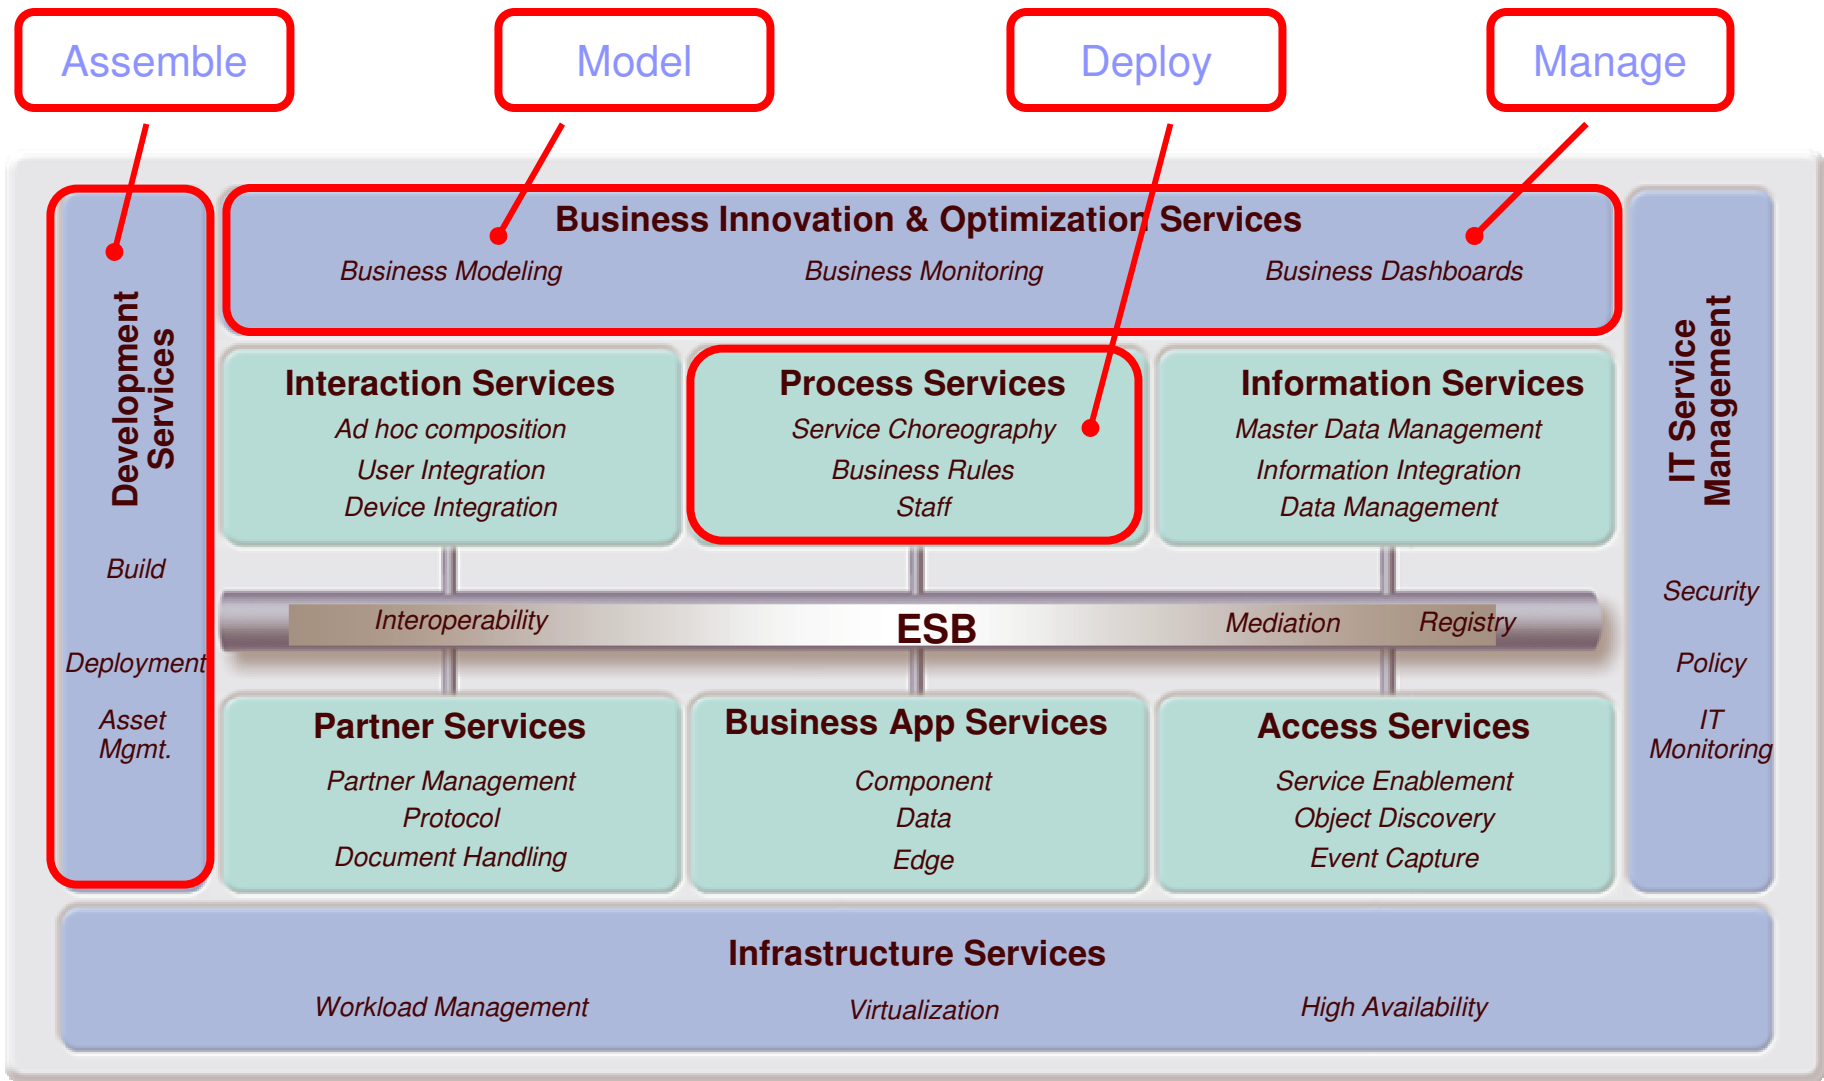 Assemble
Model
Deploy
Manage
Business Innovation & Optimization Services
Business Modeling
Business Monitoring
Business Dashboards
Development
Services
Build
Deployment
Asset
Mgmt.
Interaction Services
Ad hoc composition
User Integration
Device Integration
Process Services
Service Choreography
Business Rules
Staff
Information Services
Master Data Management
Information Integration
Data Management
IT Service
Management
Security
Policy
IT
Monitoring
Interoperability
ESB
Mediation
Registry
Partner Services
Partner Management
Protocol
Document Handling
Business App Services
Component
Data
Edge
Access Services
Service Enablement
Object Discovery
Event Capture
Infrastructure Services
Workload Management
Virtualization
High Availability